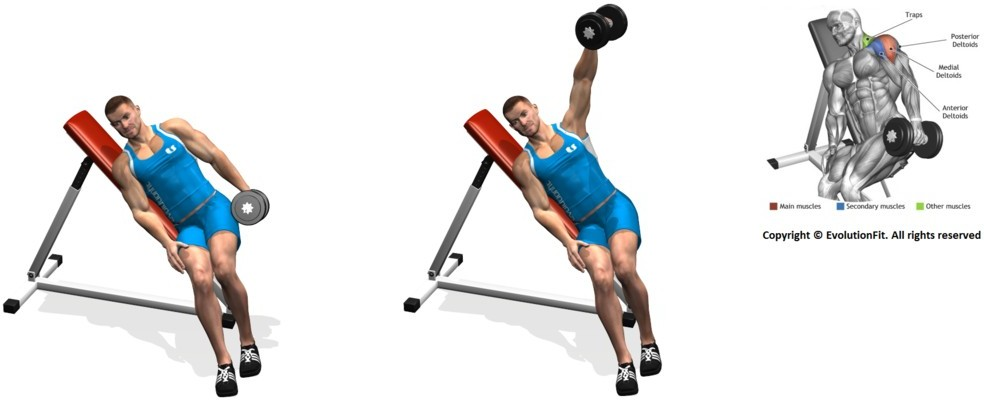 Traps
Posterior
Deltoids
Medial
Deltoids
Anterior
Deltoids
Main muscles
Secondary muscles
Other muscles
Copyright © EvolutionFit. All rights reserved